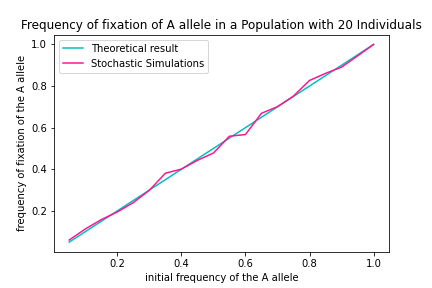 Frequency of fixation of A allele in a Population with 20 Individuals
Theoretical result
Stochastic Simulations
frequency of fixation of the A allele
1.0
0.8
0.6
0.4
0.2
0.2
0.4
0.6
0.8
1.0
initial frequency of the A allele